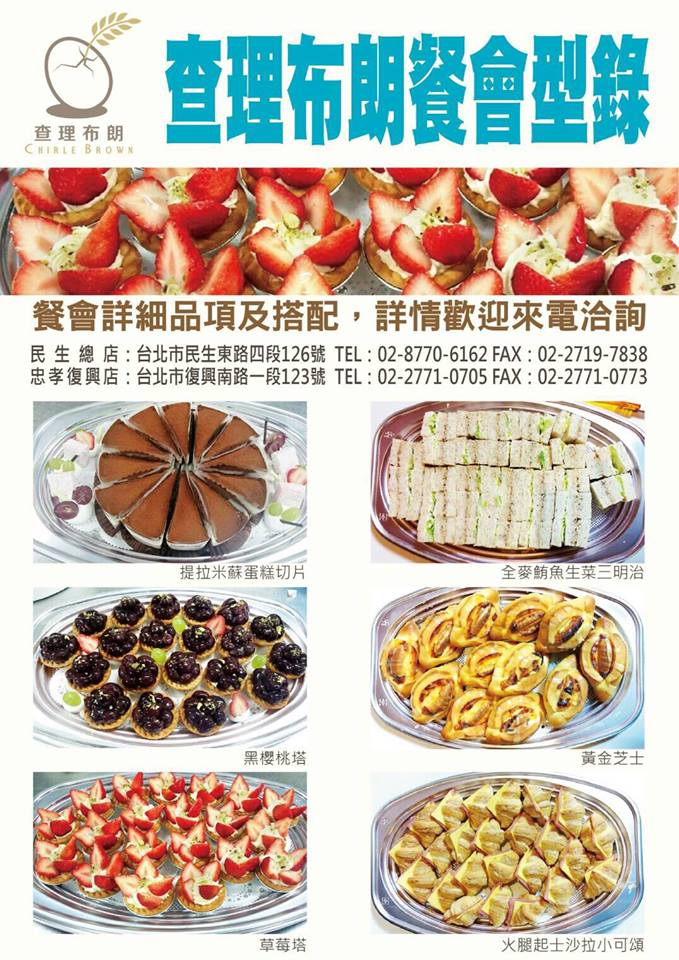 查理布朗
CHIRLE BROWN
查理布朗餐會型錄
餐會詳細品項及搭配，詳情歡迎來電洽詢
民生總店：台北市民生東路四段126號 TEL：02-8770-6162 FAX：02-2719-7838
忠孝復興店：台北市復興南路一段123號 TEL：02-2771-0705 FAX：02-2771-0773
提拉米蘇蛋糕切片
全麥鮪魚生菜三明治
黑櫻桃塔
黃金芝士
草莓塔
火腿起士沙拉小可頌